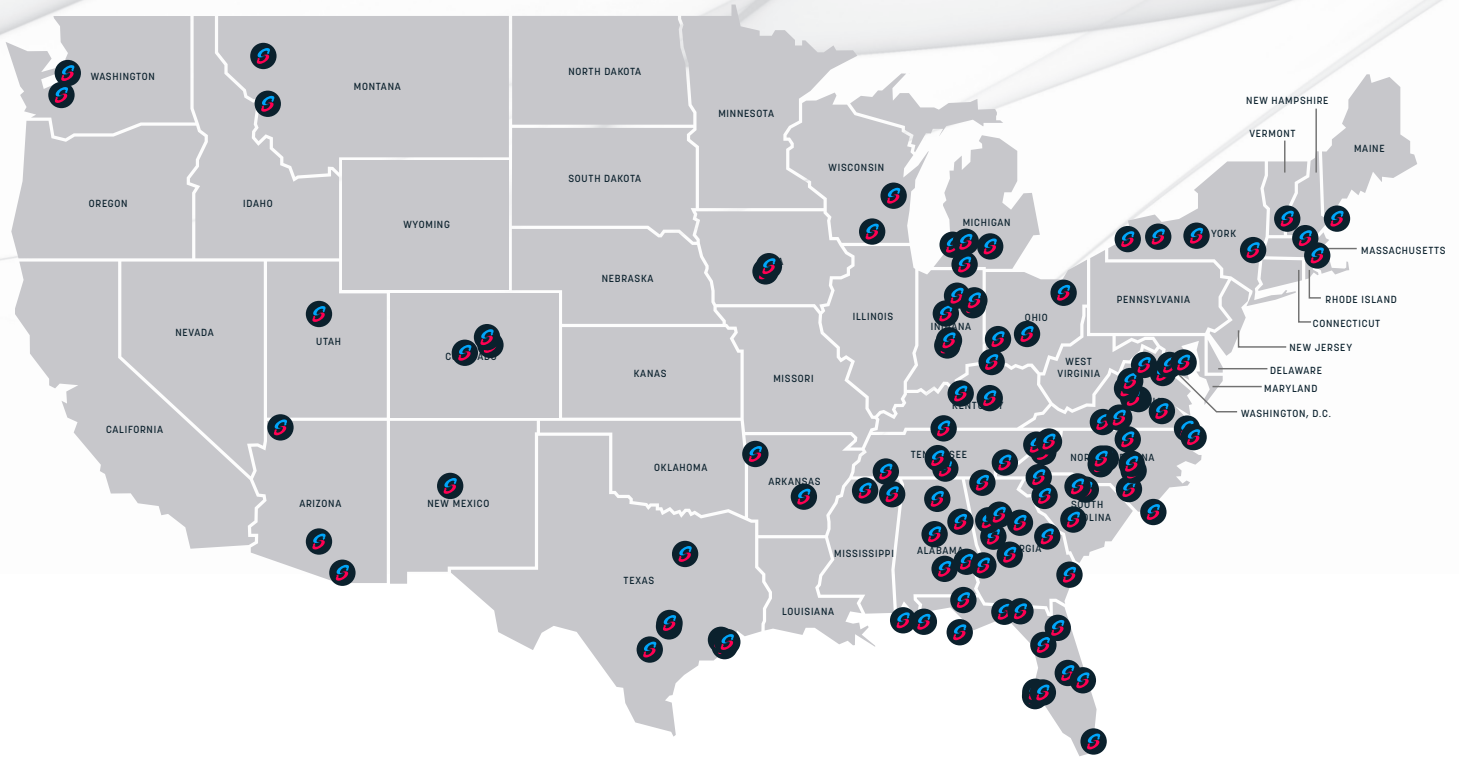 WASHINGTON
MONTANA
NORTH DAKOTA
MINNESOTA
NEW HAMPSHIRE
VERMONT
MAINE
WISCONSIN
SOUTH DAKOTA
OREGON
IDAHO
WYOMING
MICHIGAN
YORK
MASSACHUSETTS
NEBRASKA
RHODE ISLAND
PENNSYLVANIA
ILLINOIS
OHIO
CONNECTICUT
NEVADA
UTAH
NEW JERSEY
WEST
VIRGINIA
DELAWARE
KANAS
MISSORI
MARYLAND
WASHINGTON, D.C.
CALIFORNIA
OKLAHOMA
ARKANSAS
ARIZONA
NEW MEXICO
SOUTH
MISSISSIPPI
ALABAMA
TEXAS
LOUISIANA